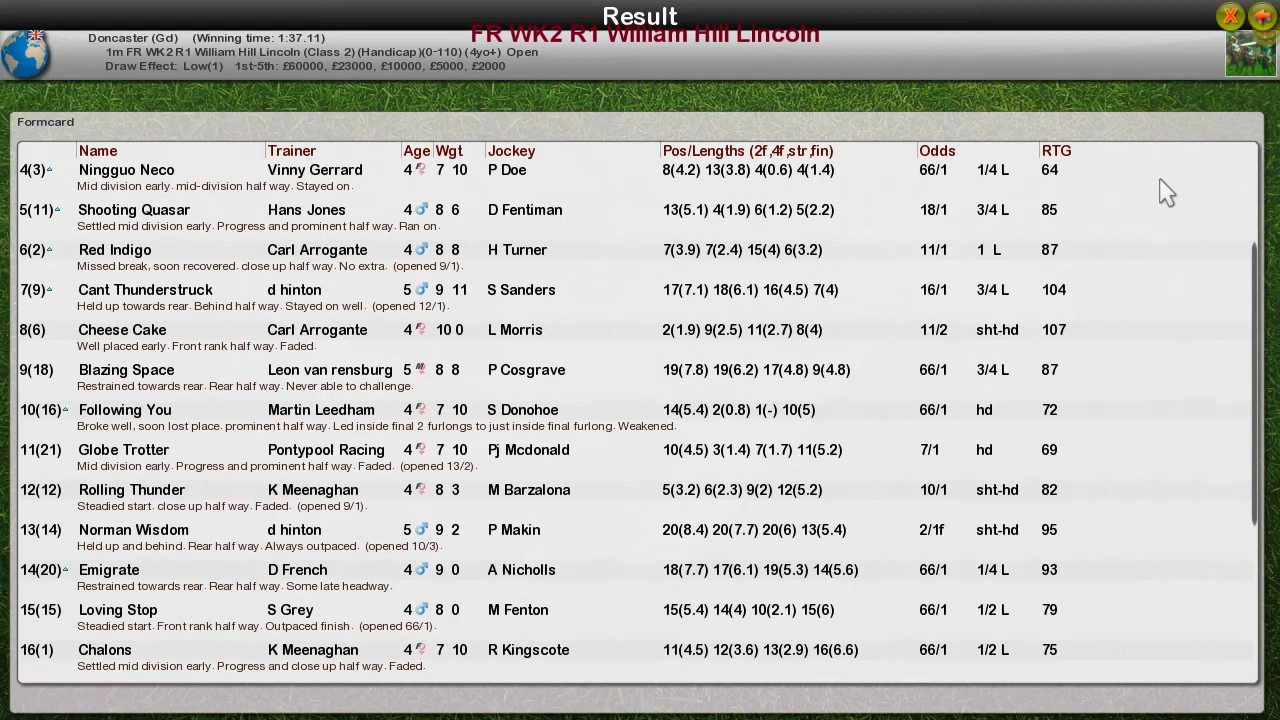 Result
FR WK2 R1 William Hill Lincoln
Doncaster (Gd) (Winning time: 1:37.11)
1m FR WK2 R1 William Hill Lincoln (Class 2) (Handicap)(0-110) (4yo+) Open
Draw Effect: Low(1) 1st-5th: £60000, £23000, £10000, £5000, £2000
Formcard
Name Trainer Age Wgt Jockey Pos/Lengths (2f,4f,str,fin) Odds RTG
4(3) Ningguo Neco Vinny Gerrard 4 7 10 P Doe 8(4.2) 13(3.8) 4(0.6) 4(1.4) 66/1 1/4 L 64
Mid division early. mid-division half way. Stayed on.
5(11) Shooting Quasar Hans Jones 4 8 6 D Fentiman 13(5.1) 4(1.9) 6(1.2) 5(2.2) 18/1 3/4 L 85
Settled mid division early. Progress and prominent half way. Ran on.
6(2) Red Indigo Carl Arrogante 4 8 8 H Turner 7(3.9) 7(2.4) 15(4) 6(3.2) 11/1 1 L 87
Missed break, soon recovered. close up half way. No extra. (opened 9/1).
7(9) Cant Thunderstruck d hinton 5 9 11 S Sanders 17(7.1) 18(6.1) 16(4.5) 7(4) 16/1 3/4 L 104
Held up towards rear. Behind half way. Stayed on well. (opened 12/1).
8(6) Cheese Cake Carl Arrogante 4 10 0 L Morris 2(1.9) 9(2.5) 11(2.7) 8(4) 11/2 sht-hd 107
Well placed early. Front rank half way. Faded.
9(18) Blazing Space Leon van rensburg 5 8 8 P Cosgrave 19(7.8) 19(6.2) 17(4.8) 9(4.8) 66/1 3/4 L 87
Restrained towards rear. Rear half way. Never able to challenge.
10(16) Following You Martin Leedham 4 7 10 S Donohoe 14(5.4) 2(0.8) 1(-) 10(5) 66/1 hd 72
Broke well, soon lost place. prominent half way. Led inside final 2 furlongs to just inside final furlong. Weakened.
11(21) Globe Trotter Pontypool Racing 4 7 10 Pj Mcdonald 10(4.5) 3(1.4) 7(1.7) 11(5.2) 7/1 hd 69
Mid division early. Progress and prominent half way. Faded. (opened 13/2).
12(12) Rolling Thunder K Meenaghan 4 8 3 M Barzalona 5(3.2) 6(2.3) 9(2) 12(5.2) 10/1 sht-hd 82
Steadied start. close up half way. Faded. (opened 9/1).
13(14) Norman Wisdom d hinton 5 9 2 P Makin 20(8.4) 20(7.7) 20(6) 13(5.4) 2/1f sht-hd 95
Held up and behind. Rear half way. Always outpaced. (opened 10/3).
14(20) Emigrate D French 4 9 0 A Nicholls 18(7.7) 17(6.1) 19(5.3) 14(5.6) 66/1 1/4 L 93
Restrained towards rear. Rear half way. Some late headway.
15(15) Loving Stop S Grey 4 8 0 M Fenton 15(5.4) 14(4) 10(2.1) 15(6) 66/1 1/2 L 79
Steadied start. Front rank half way. Outpaced finish. (opened 66/1).
16(1) Chalons K Meenaghan 4 7 10 R Kingscote 11(4.5) 12(3.6) 13(2.9) 16(6.6) 66/1 1/2 L 75
Settled mid division early. Progress and close up half way. Faded.